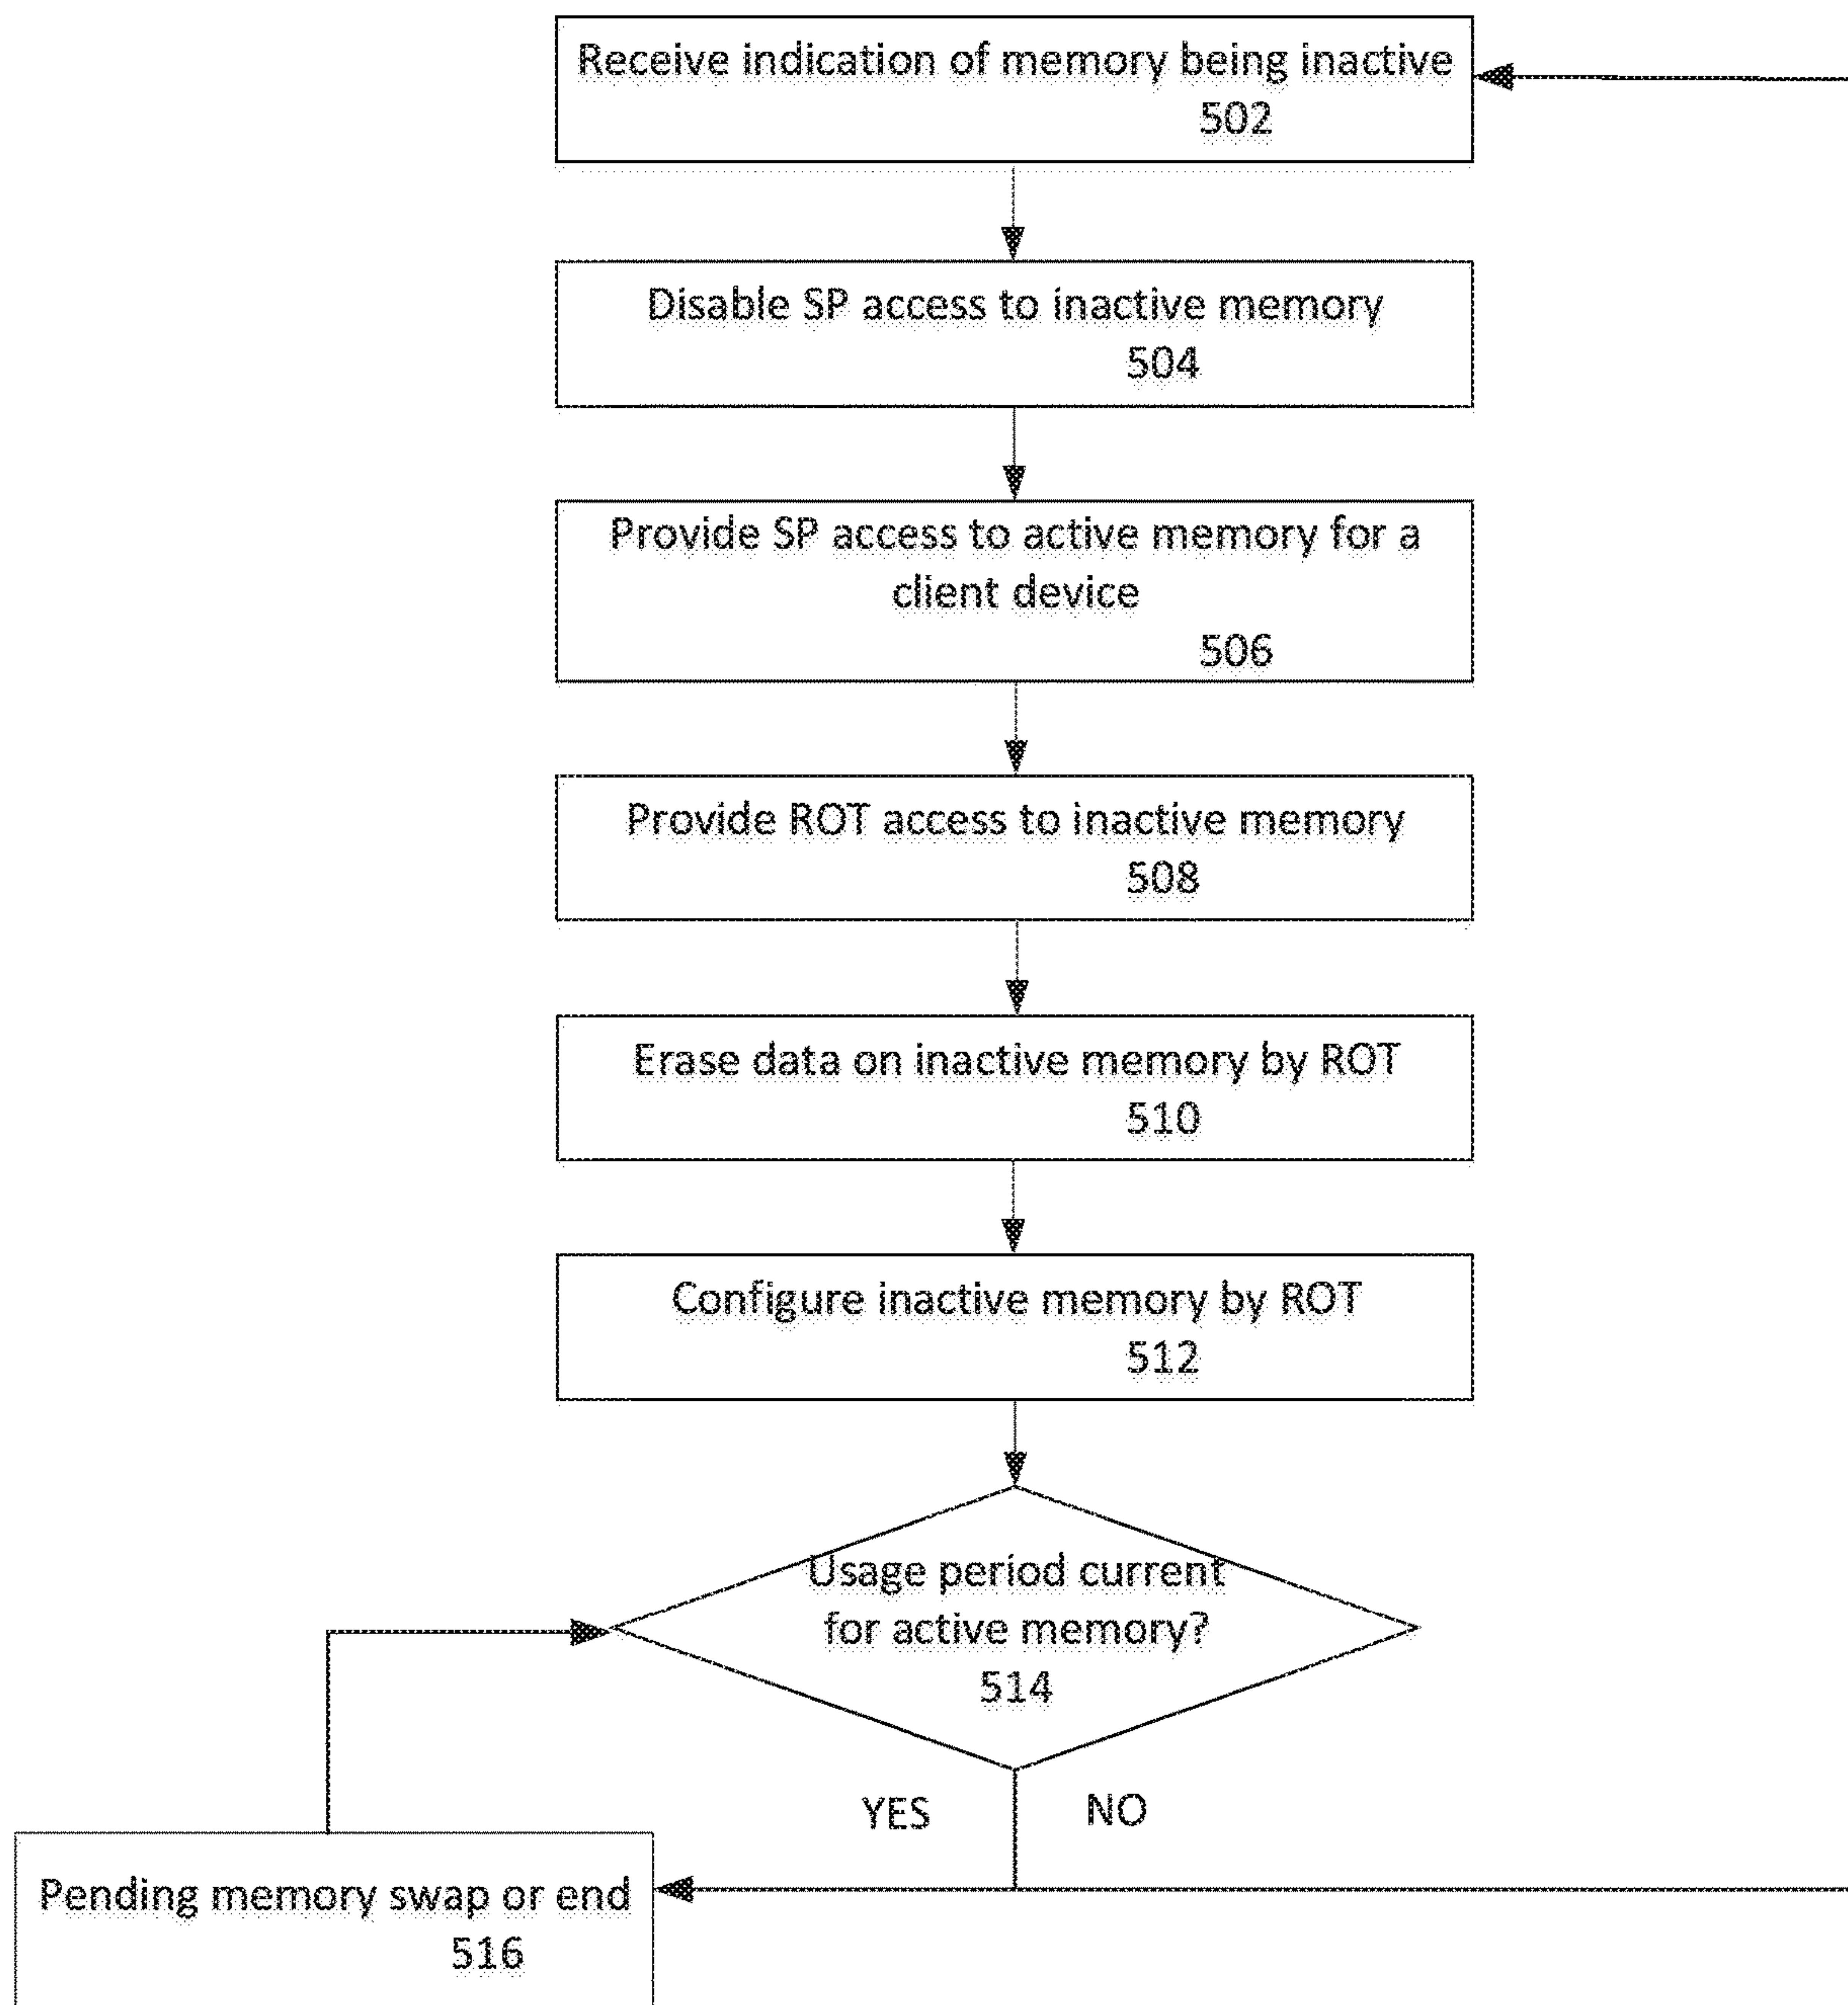 Receive indication of memory being inactive
502
Disable SP access to inactive memory
504
Provide SP access to active memory for a
client device
506
Provide ROT access to inactive memory
508
Erase data on inactive memory by ROT
510
Configure inactive memory by ROT
512
Usage period current
for active memory?
514
YES
NO
Pending memory swap or end
516